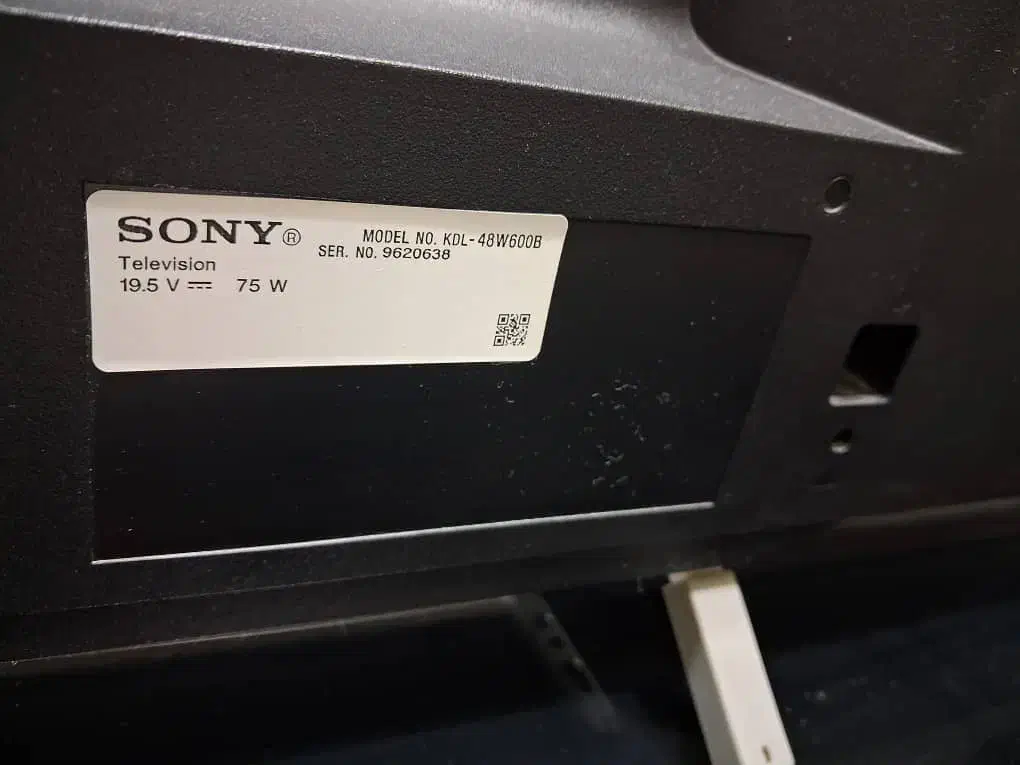 SONY® MODEL NO. KDL-48W600B
SER. NO. 9620638
Television
19.5 V ⎓ 75 W